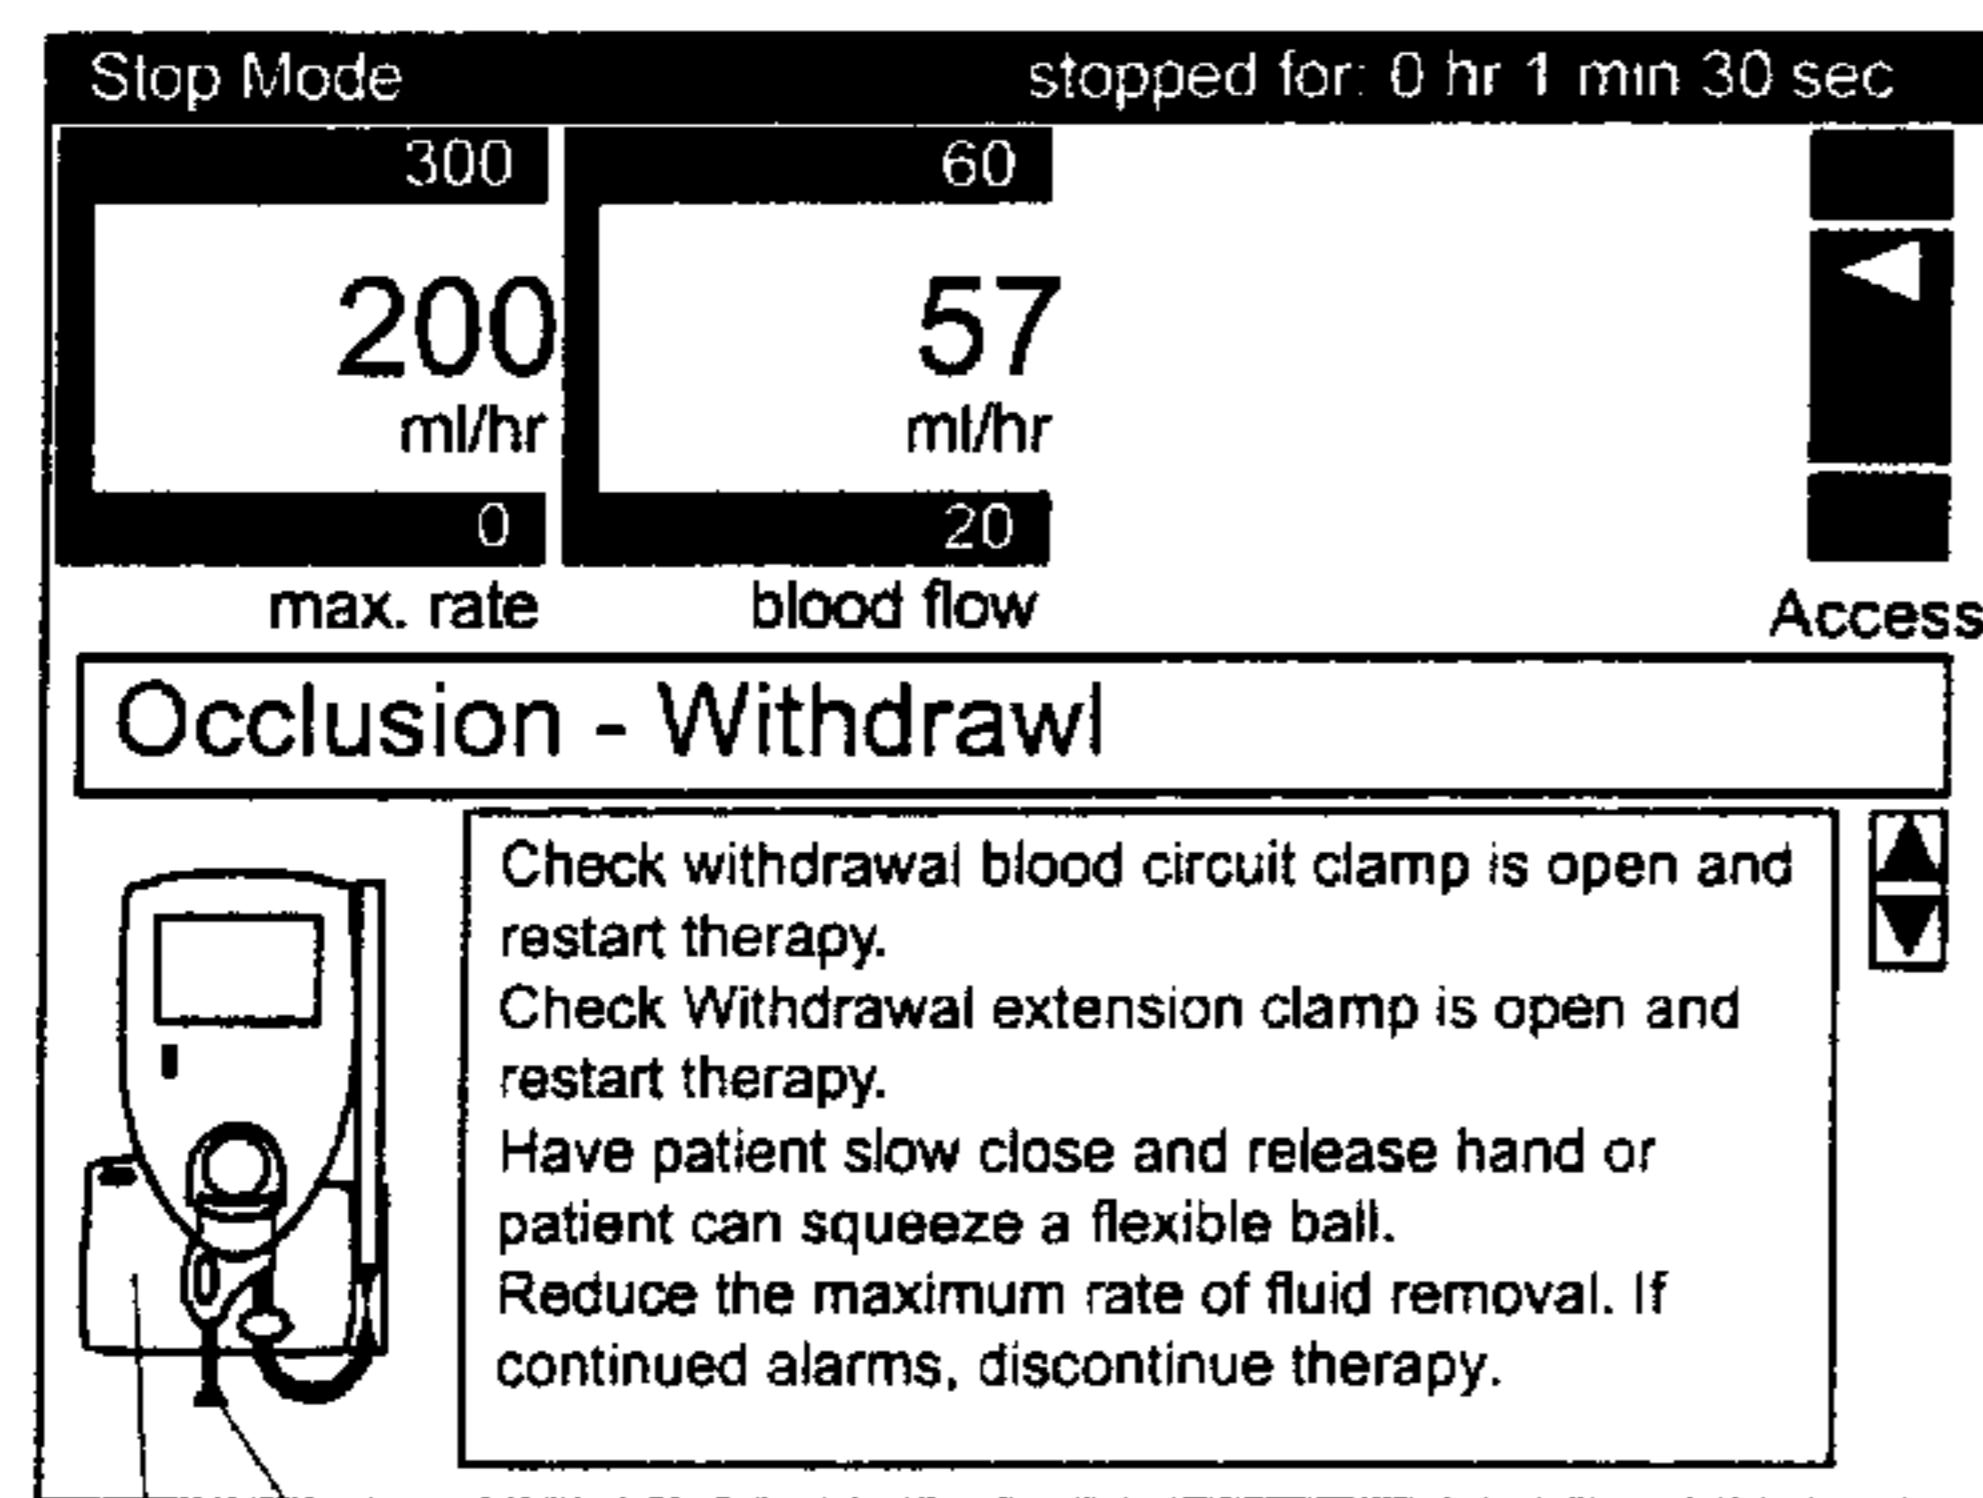 Stop Mode stopped for: 0 hr 1 min 30 sec
300 60
200 57
ml/hr ml/hr
0 20
max. rate blood flow Access
Occlusion - Withdrawl
Check withdrawal blood circuit clamp is open and
restart therapy.
Check Withdrawal extension clamp is open and
restart therapy.
Have patient slow close and release hand or
patient can squeeze a flexible ball.
Reduce the maximum rate of fluid removal. If
continued alarms, discontinue therapy.